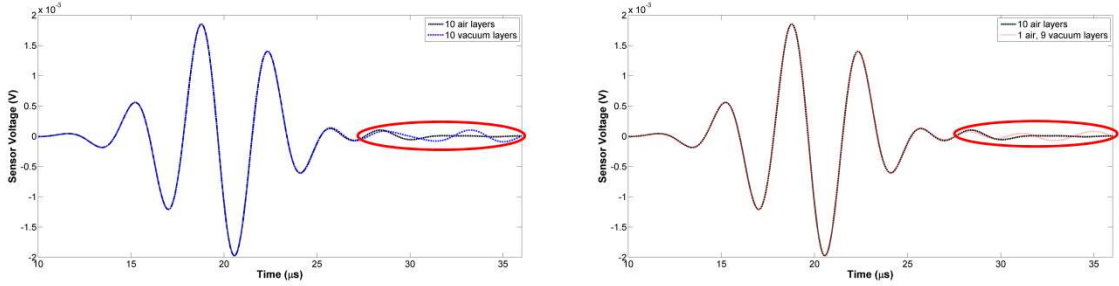 x 10⁻³
2
1.5
1
0.5
0
-0.5
-1
-1.5
-2
Sensor Voltage (V)
10 air layers
10 vacuum layers
10 15 20 25 30 35
Time (μs)
x 10⁻³
2
1.5
1
0.5
0
-0.5
-1
-1.5
-2
Sensor Voltage (V)
10 air layers
1 air, 9 vacuum layers
10 15 20 25 30 35
Time (μs)